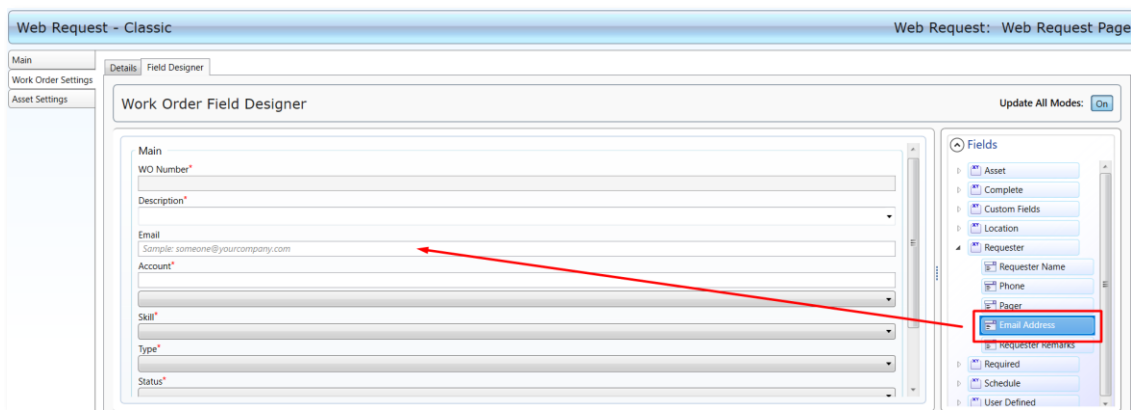 Web Request - Classic
Web Request: Web Request Page
Main
Work Order Settings
Asset Settings
Details
Field Designer
Work Order Field Designer
Update All Modes:
On
Main
WO Number*
Description*
Email
Sample: someone@yourcompany.com
Account*
Skill*
Type*
Status*
Fields
Asset
Complete
Custom Fields
Location
Requester
Requester Name
Phone
Pager
Email Address
Requester Remarks
Required
Schedule
User Defined